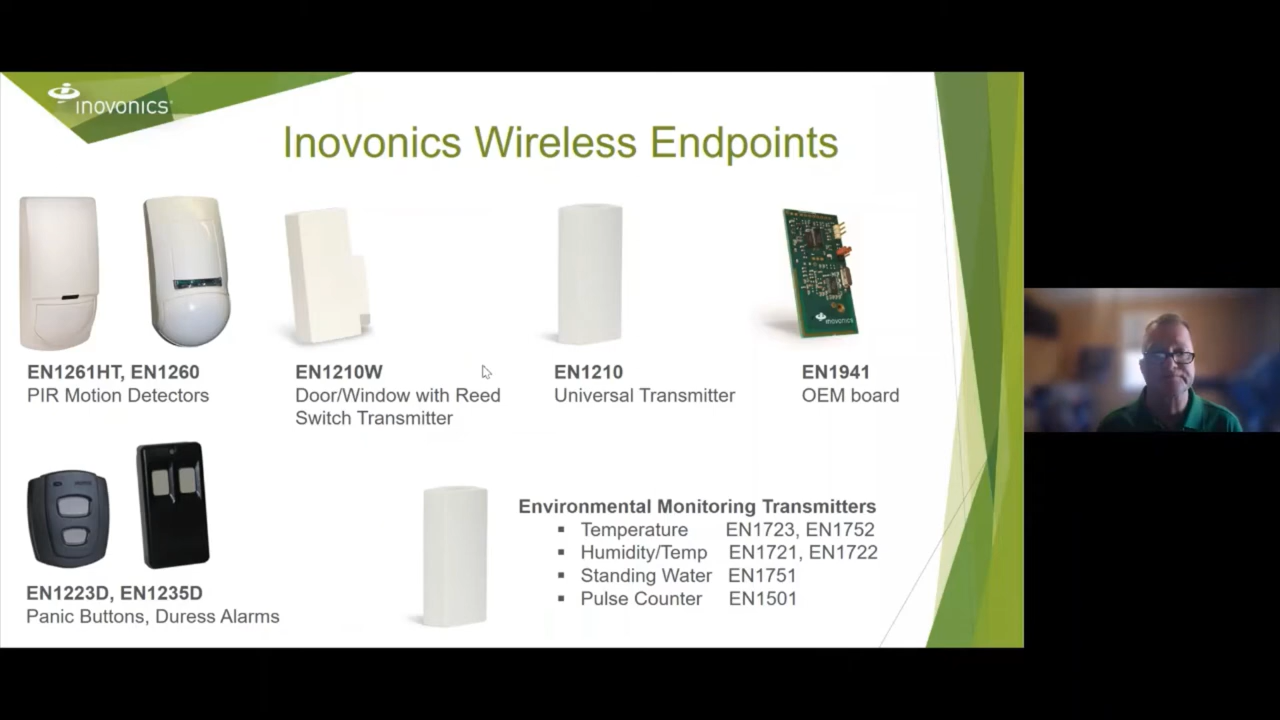 inovonics
Inovonics Wireless Endpoints
EN1261HT, EN1260
PIR Motion Detectors
EN1210W
Door/Window with Reed
Switch Transmitter
EN1210
Universal Transmitter
inovonics
EN1941
OEM board
EN1223D, EN1235D
Panic Buttons, Duress Alarms
Environmental Monitoring Transmitters
▪ Temperature EN1723, EN1752
▪ Humidity/Temp EN1721, EN1722
▪ Standing Water EN1751
▪ Pulse Counter EN1501